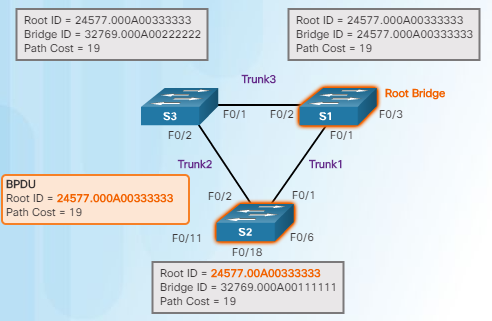 Root ID = 24577.000A00333333
Bridge ID = 32769.000A00222222
Path Cost = 19
Root ID = 24577.000A00333333
Bridge ID = 24577.000A00333333
Path Cost = 19
Trunk3
Root Bridge
S3
F0/1
F0/2
S1
F0/3
F0/2
F0/1
Trunk2
Trunk1
BPDU
Root ID = 24577.000A00333333
Path Cost = 19
F0/2
F0/1
S2
F0/11
F0/6
F0/18
Root ID = 24577.00A00333333
Bridge ID = 32769.000A00111111
Path Cost = 19